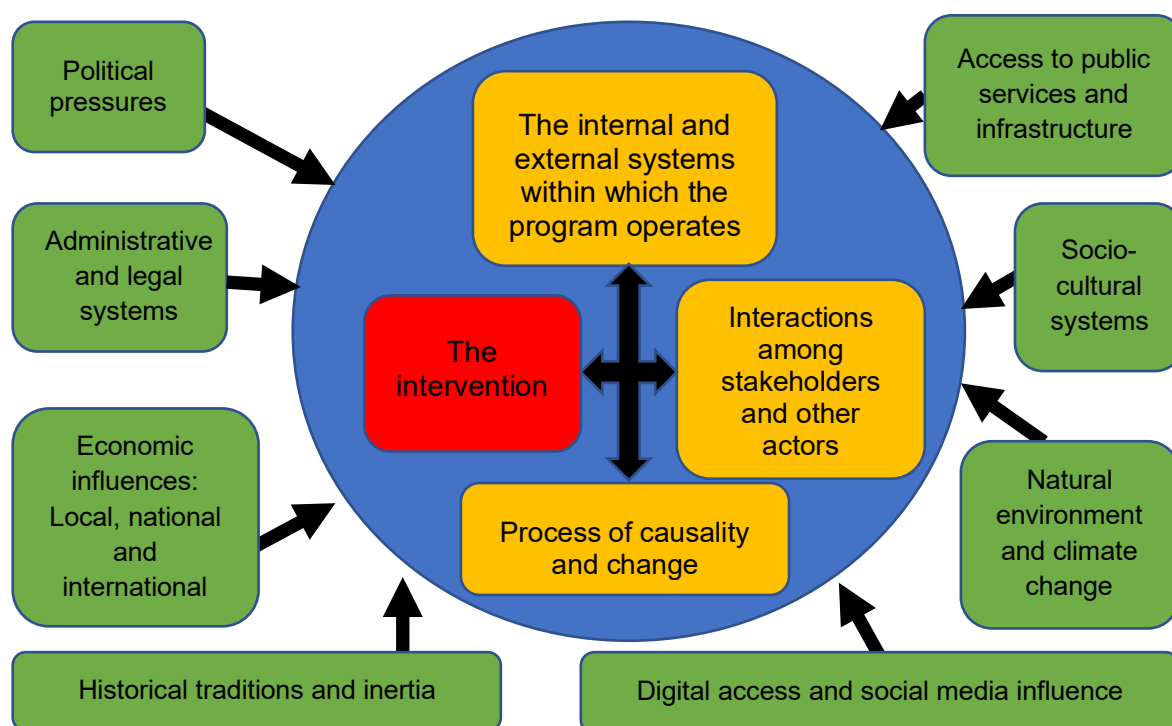 Political
pressures
Access to public
services and
infrastructure
The internal and
external systems
within which the
program operates
Administrative
and legal
systems
Socio-
cultural
systems
The
intervention
Interactions
among
stakeholders
and other
actors
Economic
influences:
Local, national
and
international
Natural
environment
and climate
change
Process of causality
and change
Historical traditions and inertia
Digital access and social media influence